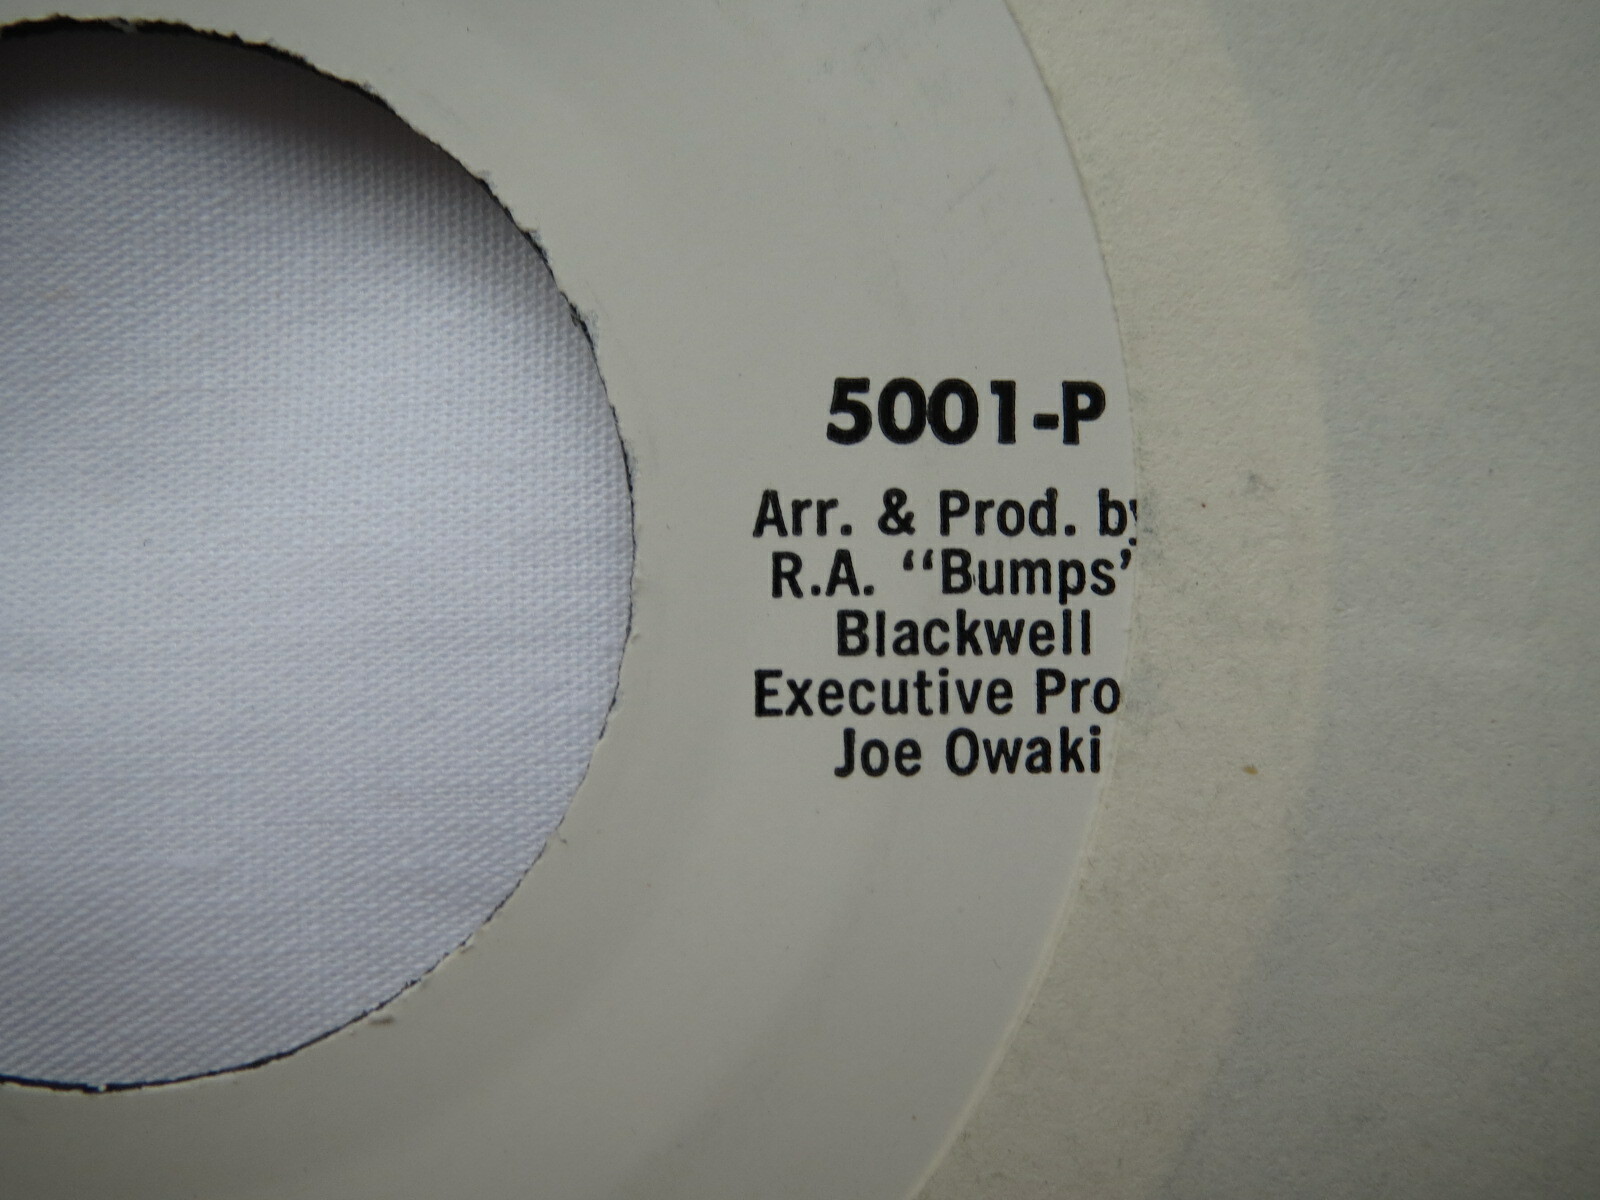 5001-P
Arr. & Prod. by
R.A. “Bumps”
Blackwell
Executive Pro
Joe Owaki